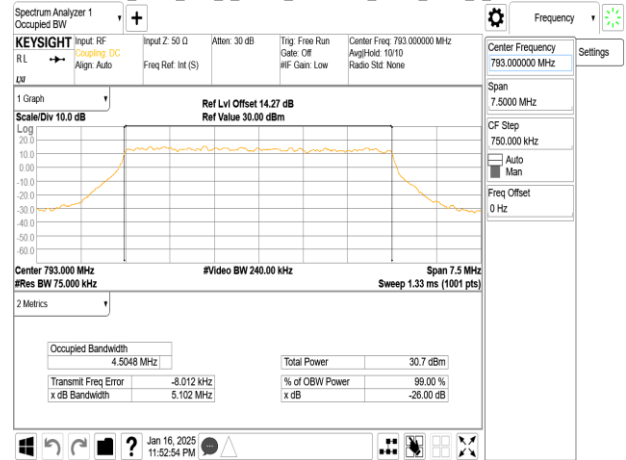 Spectrum Analyzer 1
Occupied BW
+
Frequency
KEYSIGHT
Input: RF
Input Z: 50 Ω
Atten: 30 dB
Trig: Free Run
Center Freq: 793.000000 MHz
RL
Coupling: DC
Gate: Off
Avg|Hold: 10/10
Align: Auto
Freq Ref: Int (S)
#IF Gain: Low
Radio Std: None
LXI
Center Frequency
793.000000 MHz
Settings
Span
7.5000 MHz
CF Step
750.000 kHz
Auto
Man
Freq Offset
0 Hz
1 Graph
Ref Lvl Offset 14.27 dB
Scale/Div 10.0 dB
Ref Value 30.00 dBm
Log
20.0
10.0
0.00
-10.0
-20.0
-30.0
-40.0
-50.0
-60.0
Center 793.000 MHz
#Video BW 240.00 kHz
Span 7.5 MHz
#Res BW 75.000 kHz
Sweep 1.33 ms (1001 pts)
2 Metrics
Occupied Bandwidth
4.5048 MHz
Total Power 30.7 dBm
Transmit Freq Error -8.012 kHz
% of OBW Power 99.00 %
x dB Bandwidth 5.102 MHz
x dB -26.00 dB
?
Jan 16, 2025
11:52:54 PM